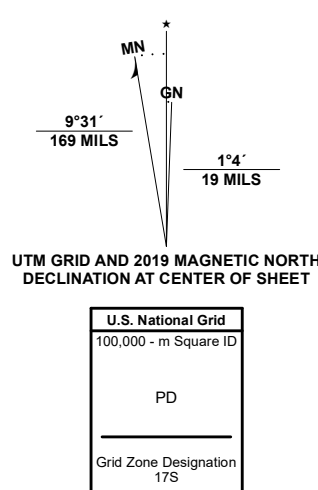 MN
GN
9°31´
169 MILS
1°4´
19 MILS
UTM GRID AND 2019 MAGNETIC NORTH
DECLINATION AT CENTER OF SHEET
U.S. National Grid
100,000 - m Square ID
PD
Grid Zone Designation
17S